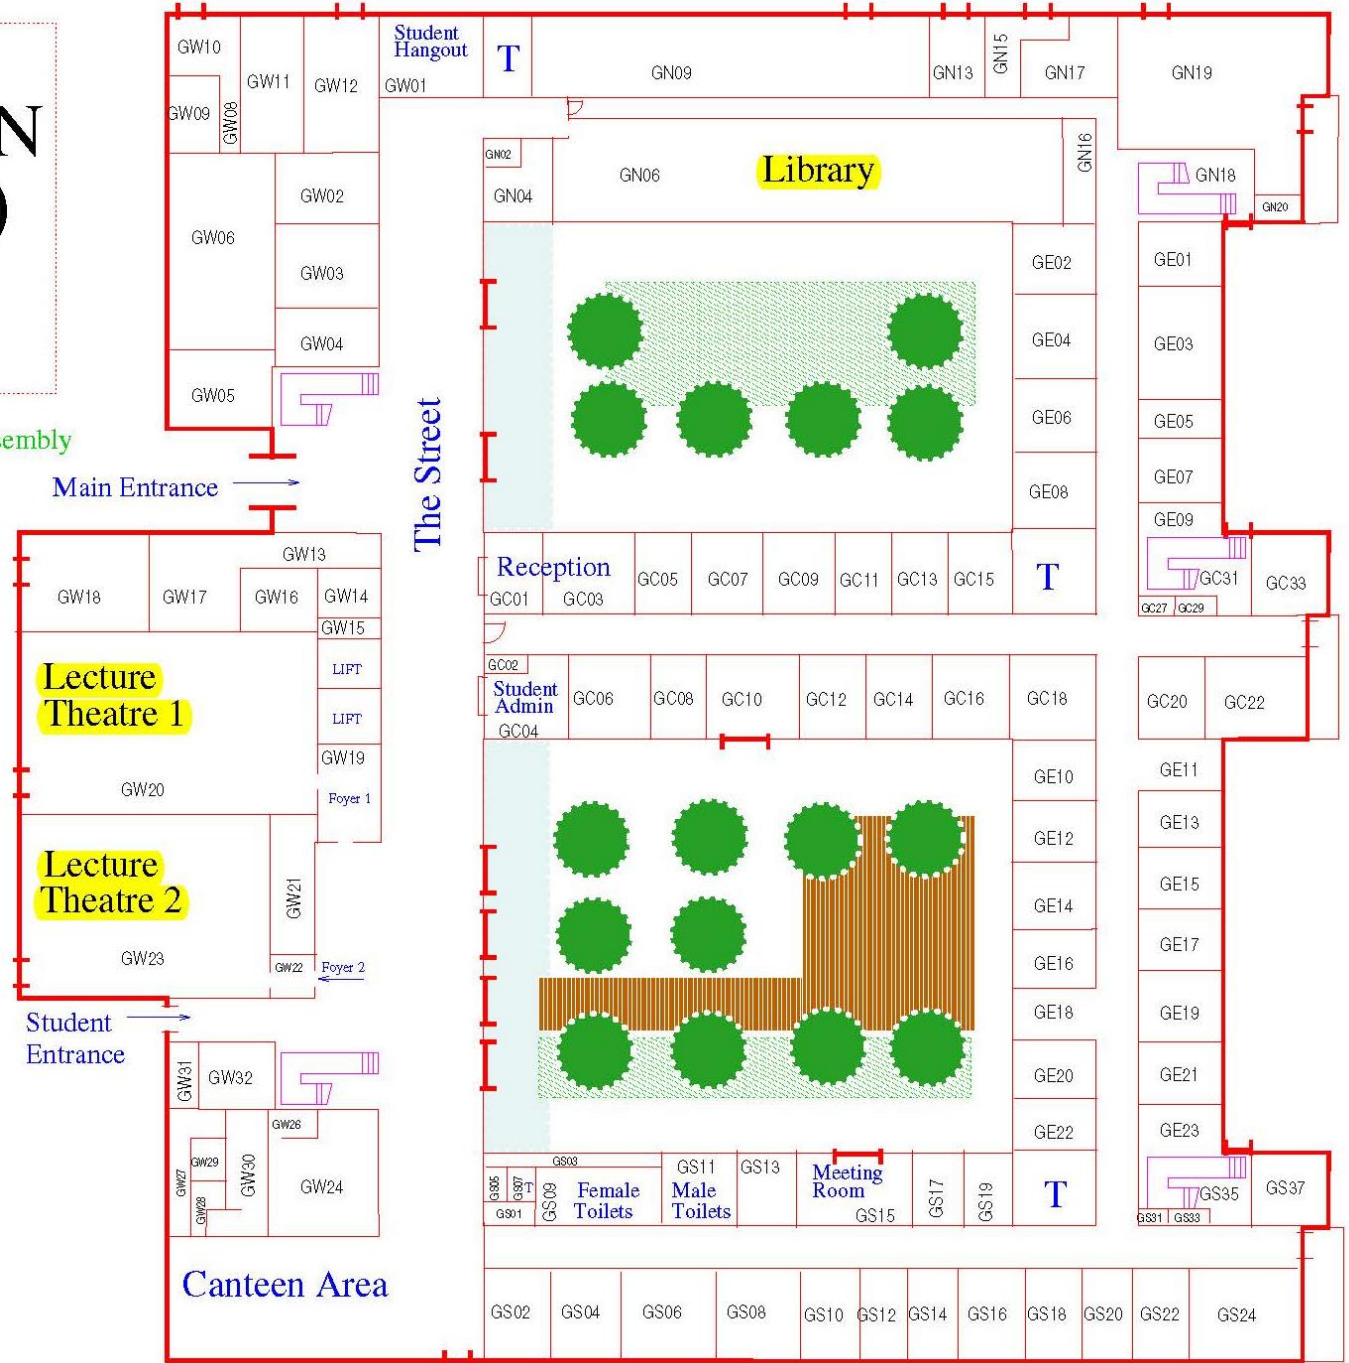 N
)
sembly
GW10
GW09
GW08
GW11
GW12
Student
Hangout
GW01
T
GN09
GN13
GN15
GN17
GN19
GN02
GN04
GN06
Library
GN16
GN18
GN20
GW02
GW06
GW03
GW04
GW05
GE02
GE01
GE04
GE03
GE06
GE05
GE08
GE07
GE09
Main Entrance
The Street
GW13
GW18
GW17
GW16
GW14
GW15
Reception
GC01
GC03
GC05
GC07
GC09
GC11
GC13
GC15
T
GC31
GC33
GC27
GC29
Lecture
Theatre 1
GW20
LIFT
LIFT
GW19
Foyer 1
GC02
Student
Admin
GC04
GC06
GC08
GC10
GC12
GC14
GC16
GC18
GC20
GC22
Lecture
Theatre 2
GW23
GW21
GW22
Foyer 2
GE10
GE11
GE12
GE13
GE14
GE15
GE16
GE17
GE18
GE19
GE20
GE21
GE22
GE23
Student
Entrance
GW31
GW32
GW26
GW27
GW29
GW28
GW30
GW24
GS03
GS05
GS07
T
GS01
GS09
Female
Toilets
GS11
Male
Toilets
GS13
Meeting
Room
GS15
GS17
GS19
T
GS35
GS37
GS31
GS33
Canteen Area
GS02
GS04
GS06
GS08
GS10
GS12
GS14
GS16
GS18
GS20
GS22
GS24